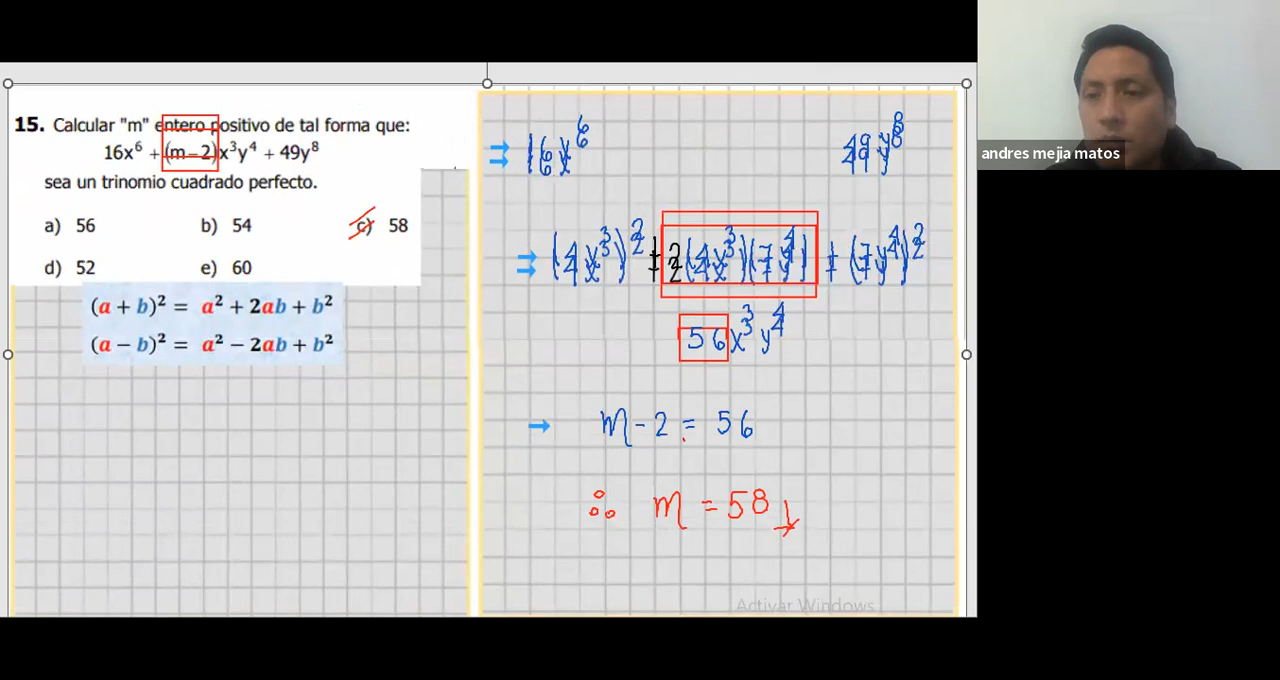 15. Calcular "m" entero positivo de tal forma que:
16x⁶ + (m−2)x³y⁴ + 49y⁸
sea un trinomio cuadrado perfecto.
a) 56 b) 54 c) 58
d) 52 e) 60
(a + b)² = a² + 2ab + b²
(a − b)² = a² − 2ab + b²
⇒ 16x⁶ 49y⁸
⇒ (4x³)² + 2(4x³)(7y⁴) + (7y⁴)²
56x³y⁴
→ m − 2 = 56
∴ m = 58
Activar Windows
andres mejia matos